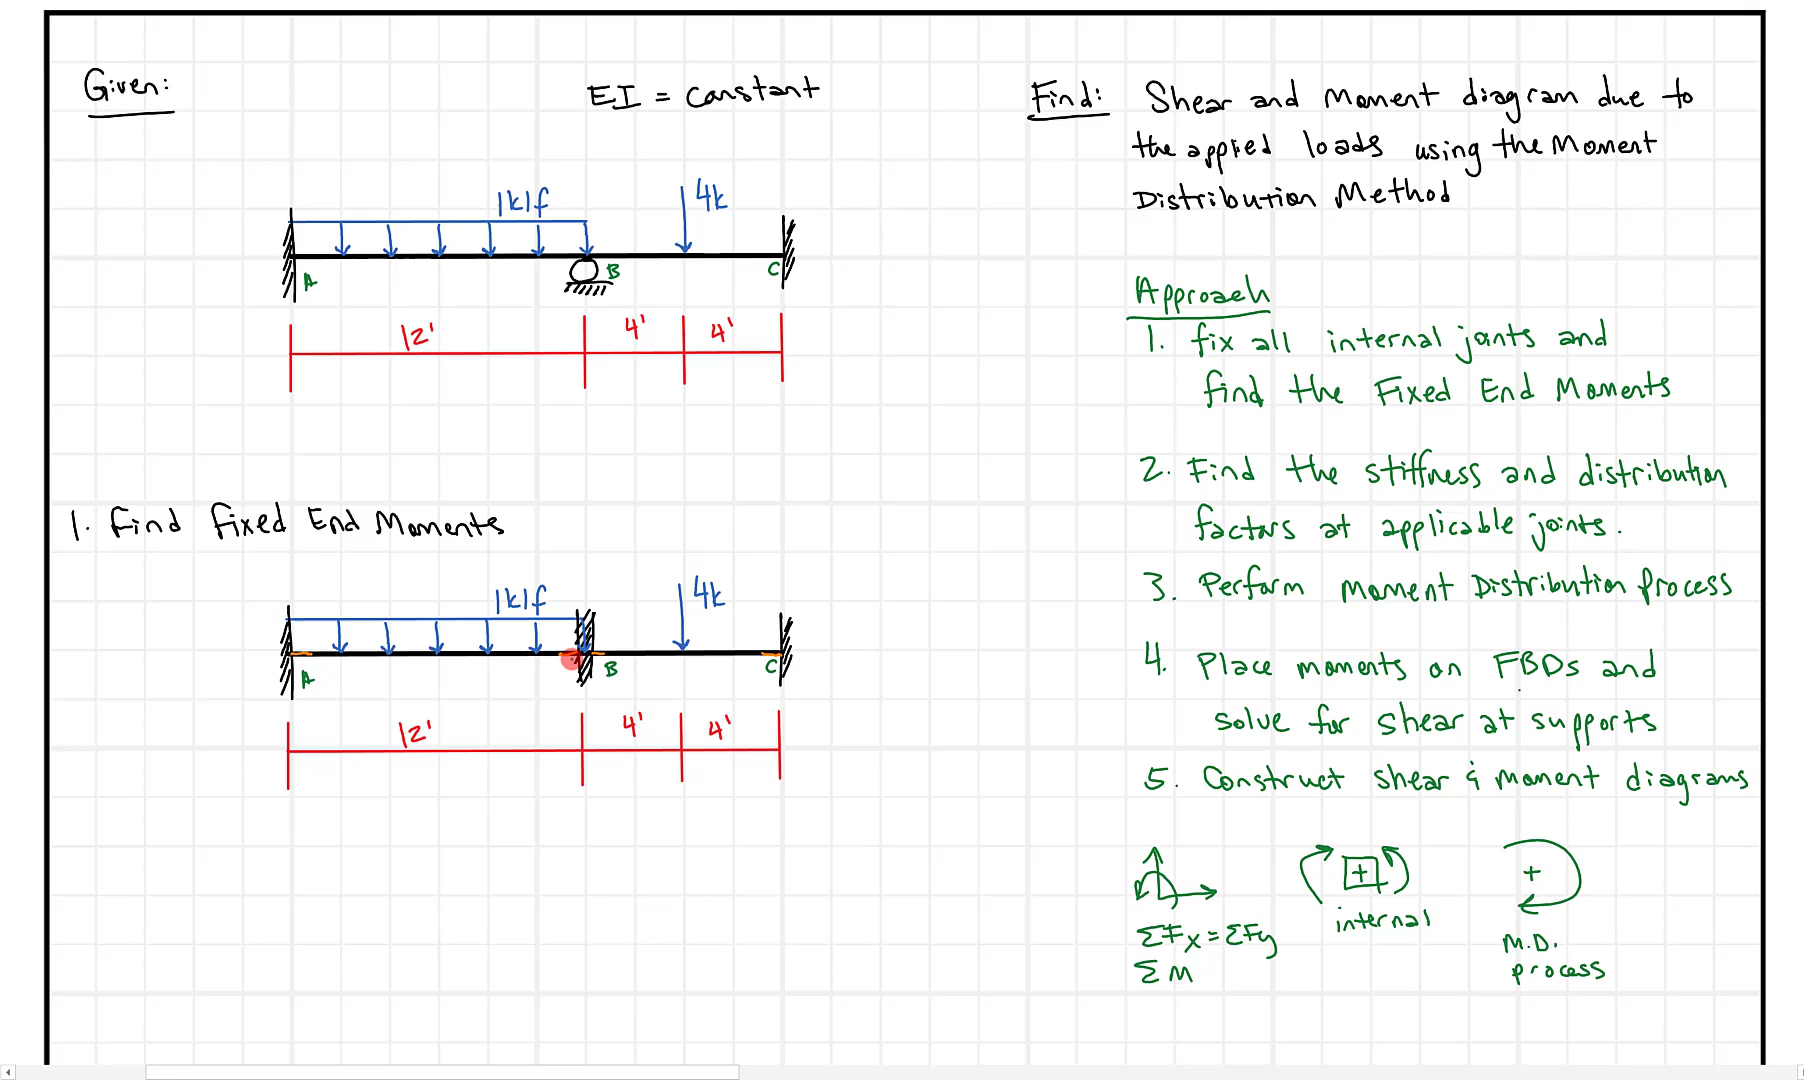 Given:
EI = constant
1klf
4k
A
B
C
12'
4'
4'
1. Find Fixed End Moments
1klf
4k
A
B
C
12'
4'
4'
Find: Shear and Moment diagram due to
the applied loads using the Moment
Distribution Method
Approach
1. fix all internal joints and
find the Fixed End Moments
2. Find the stiffness and distribution
factors at applicable joints.
3. Perform Moment Distribution Process
4. Place moments on FBDs and
solve for shear at supports
5. Construct shear & moment diagrams
+
+
internal
ΣFx = ΣFy
ΣM
M.D.
process